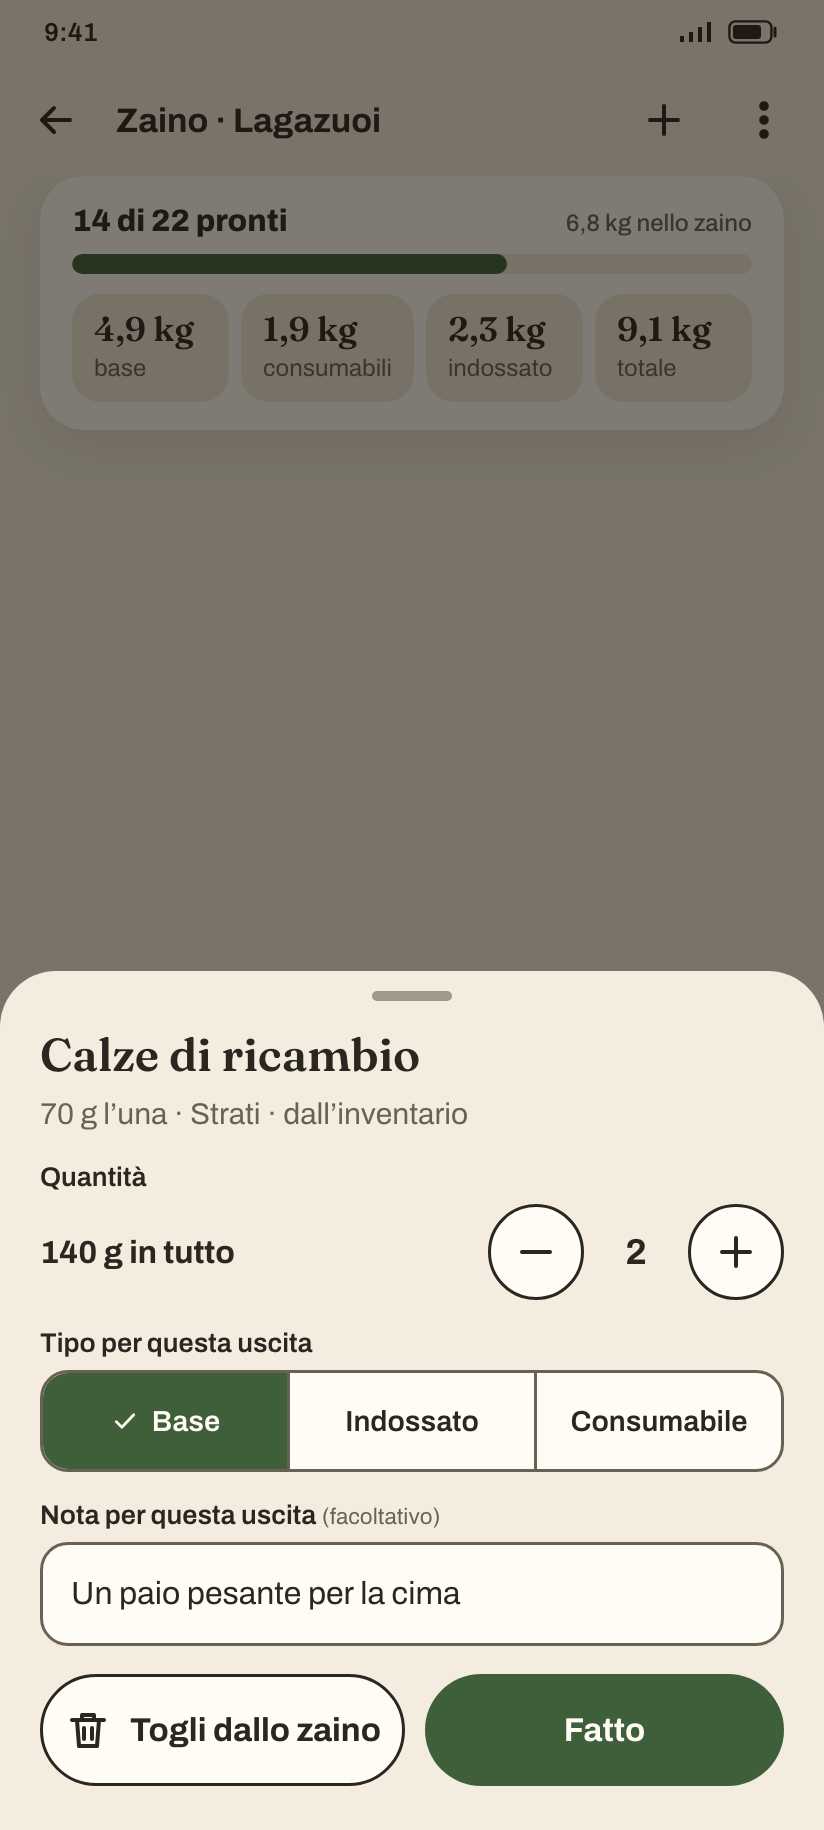 9:41
Zaino · Lagazuoi
14 di 22 pronti
6,8 kg nello zaino
4,9 kg
base
1,9 kg
consumabili
2,3 kg
indossato
9,1 kg
totale
Calze di ricambio
70 g l’una · Strati · dall’inventario
Quantità
140 g in tutto
2
Tipo per questa uscita
Base
Indossato
Consumabile
Nota per questa uscita (facoltativo)
Un paio pesante per la cima
Togli dallo zaino
Fatto